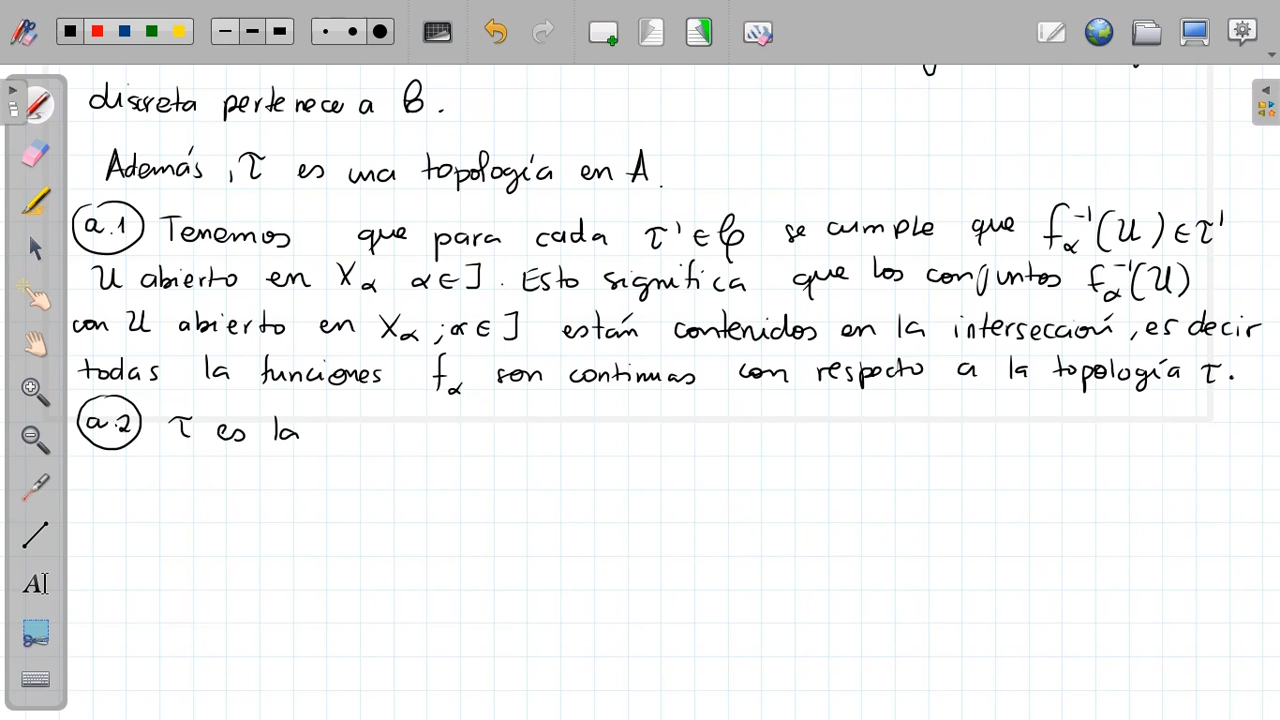 discreta pertenece a B.
Además, τ es una topología en A.
a.1 Tenemos que para cada τ' ∈ φ se cumple que f_α^{-1}(U) ∈ τ'
U abierto en X_α α ∈ J. Esto significa que los conjuntos f_α^{-1}(U)
con U abierto en X_α; α ∈ J están contenidos en la intersección, es decir
todas la funciones f_α son continuas con respecto a la topología τ.
a.2 τ es la
AI